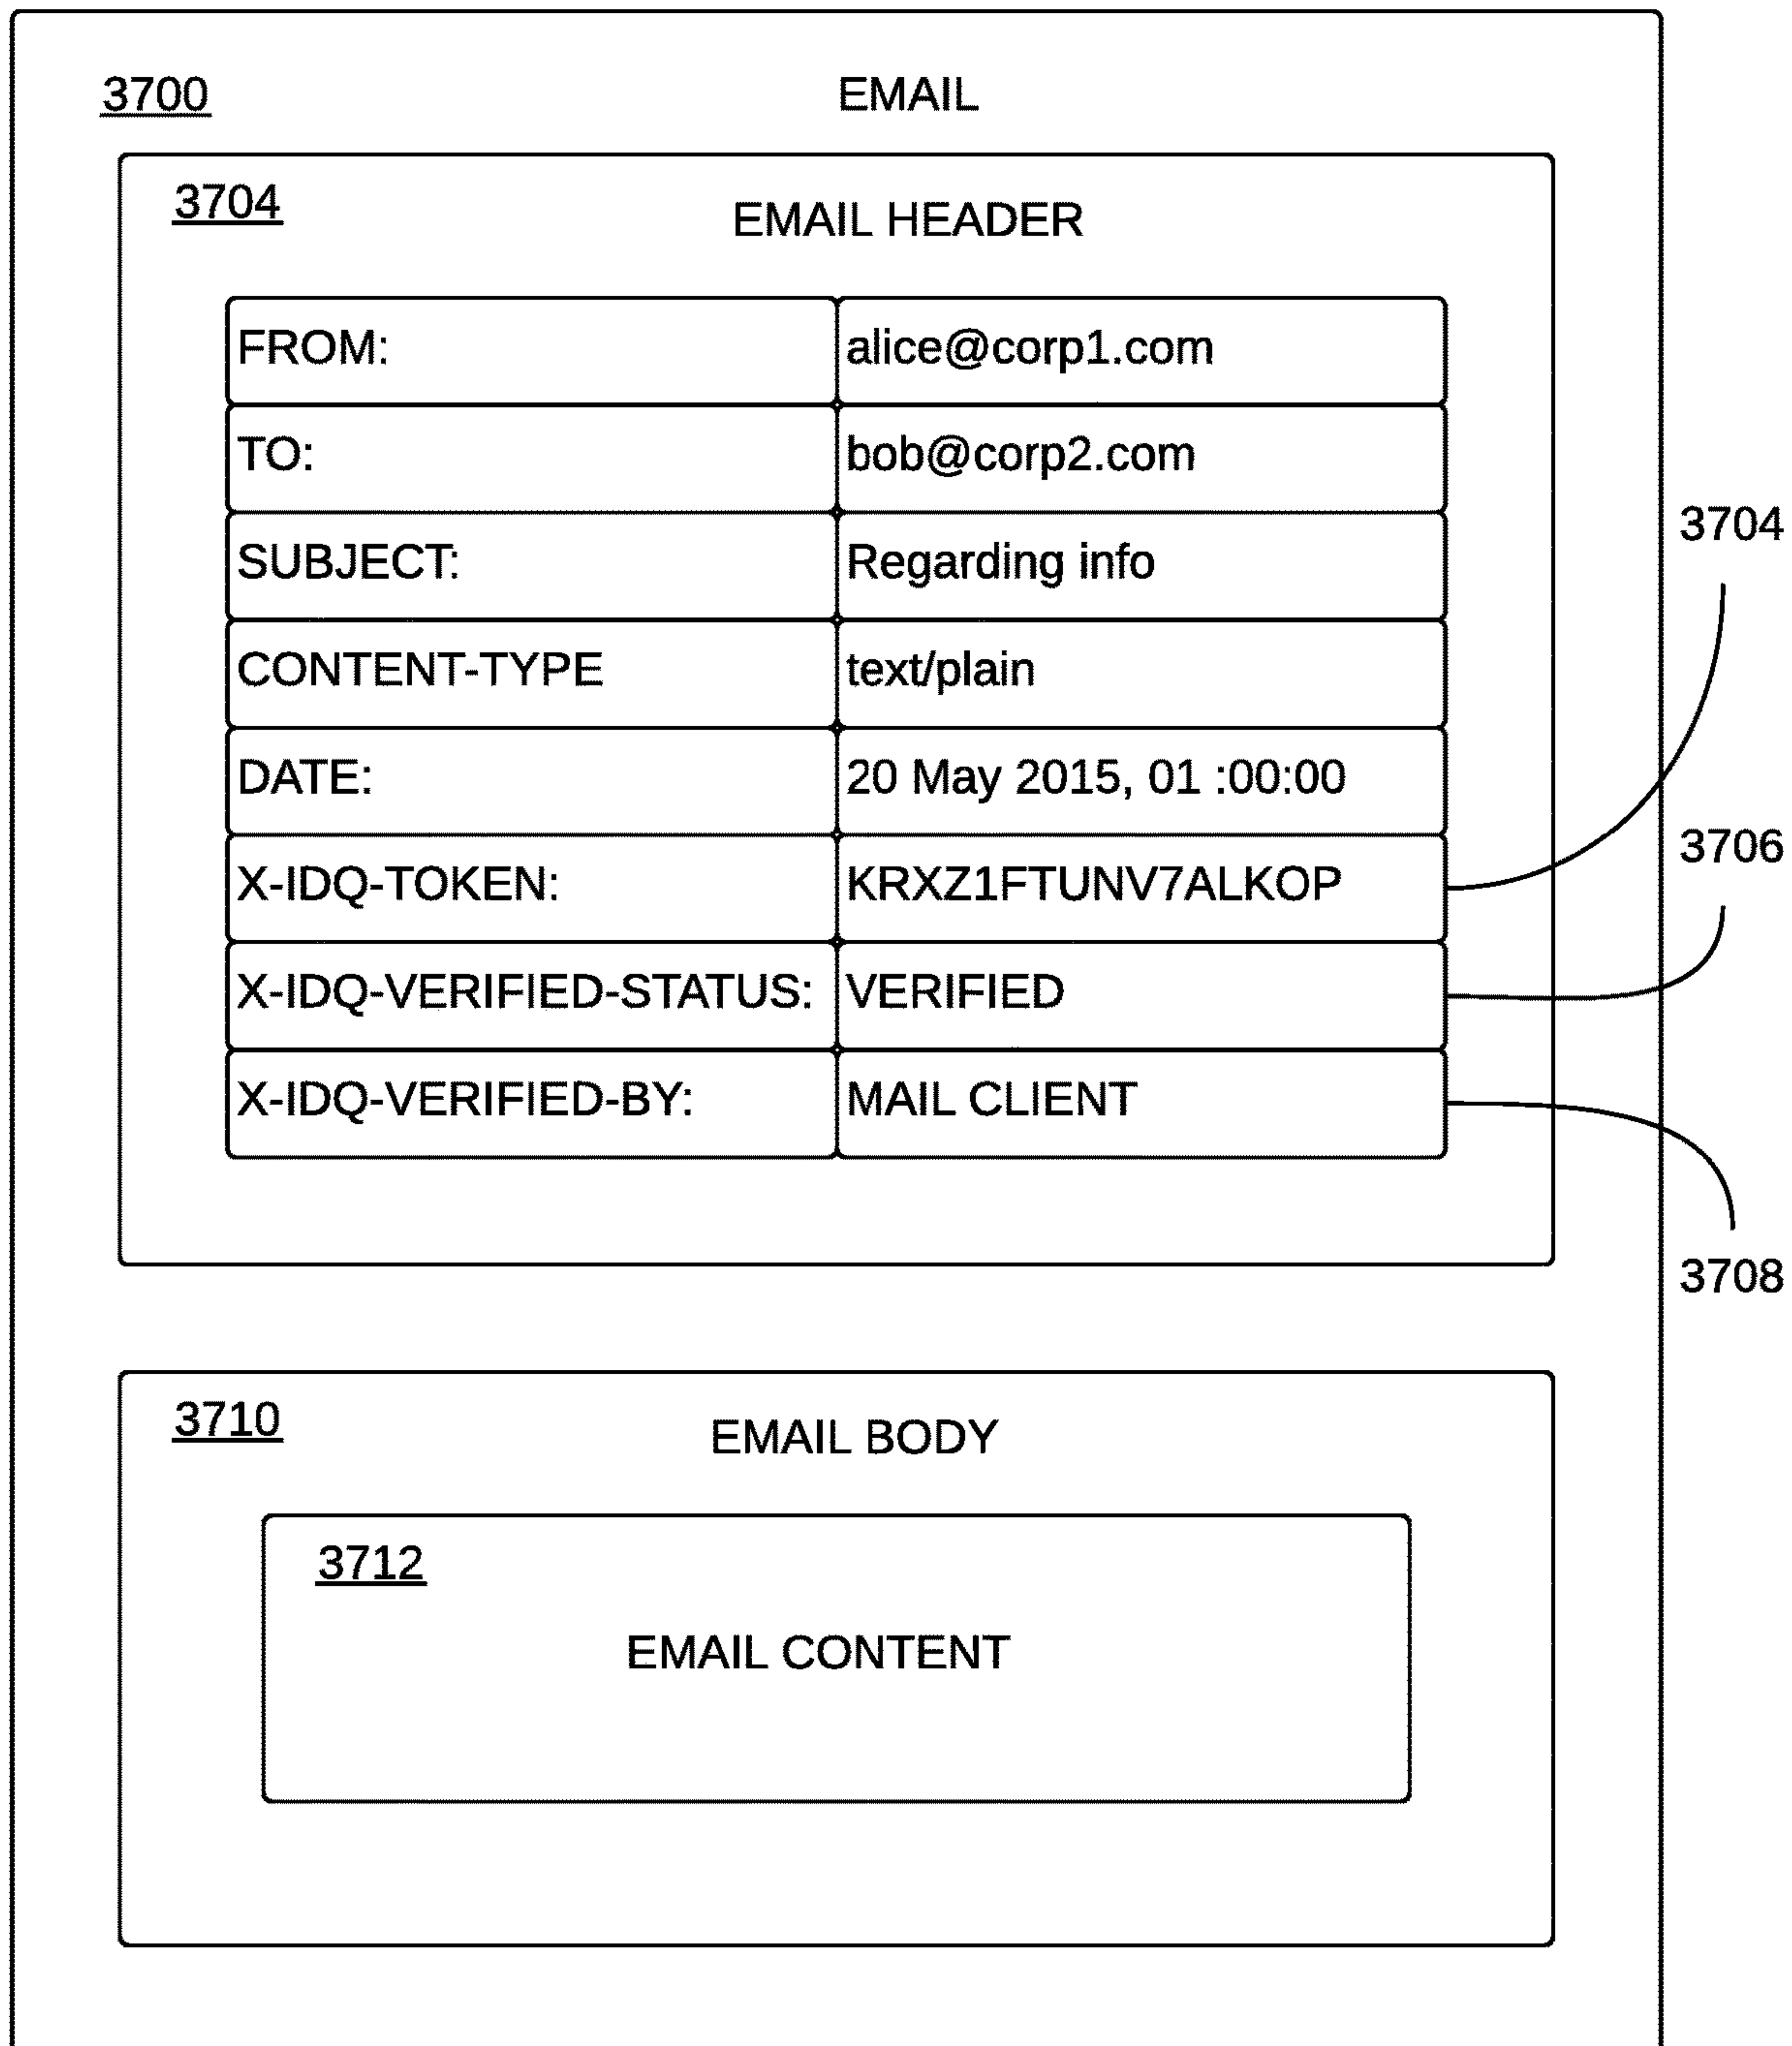 3700 EMAIL
3704 EMAIL HEADER
FROM: alice@corp1.com
TO: bob@corp2.com
SUBJECT: Regarding info
3704
CONTENT-TYPE text/plain
DATE: 20 May 2015, 01 :00:00
3706
X-IDQ-TOKEN: KRXZ1FTUNV7ALKOP
X-IDQ-VERIFIED-STATUS: VERIFIED
X-IDQ-VERIFIED-BY: MAIL CLIENT
3708
3710 EMAIL BODY
3712
EMAIL CONTENT